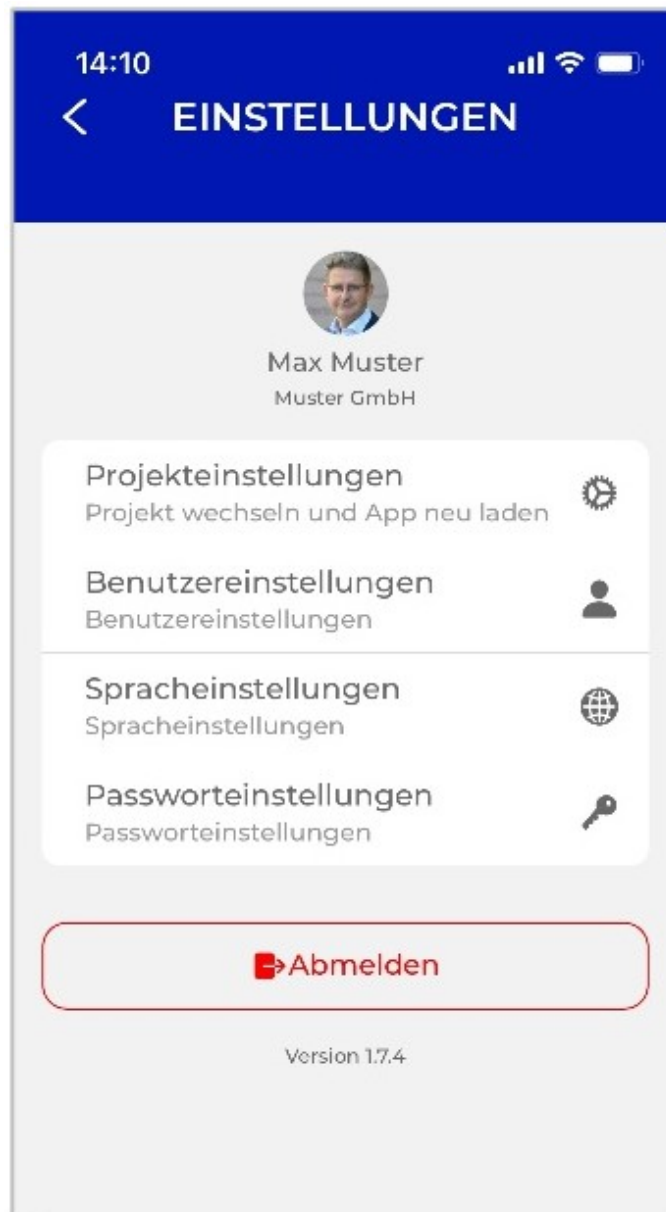 14:10
EINSTELLUNGEN
Max Muster
Muster GmbH
Projekteinstellungen
Projekt wechseln und App neu laden
Benutzereinstellungen
Benutzereinstellungen
Spracheinstellungen
Spracheinstellungen
Passworteinstellungen
Passworteinstellungen
Abmelden
Version 1.7.4